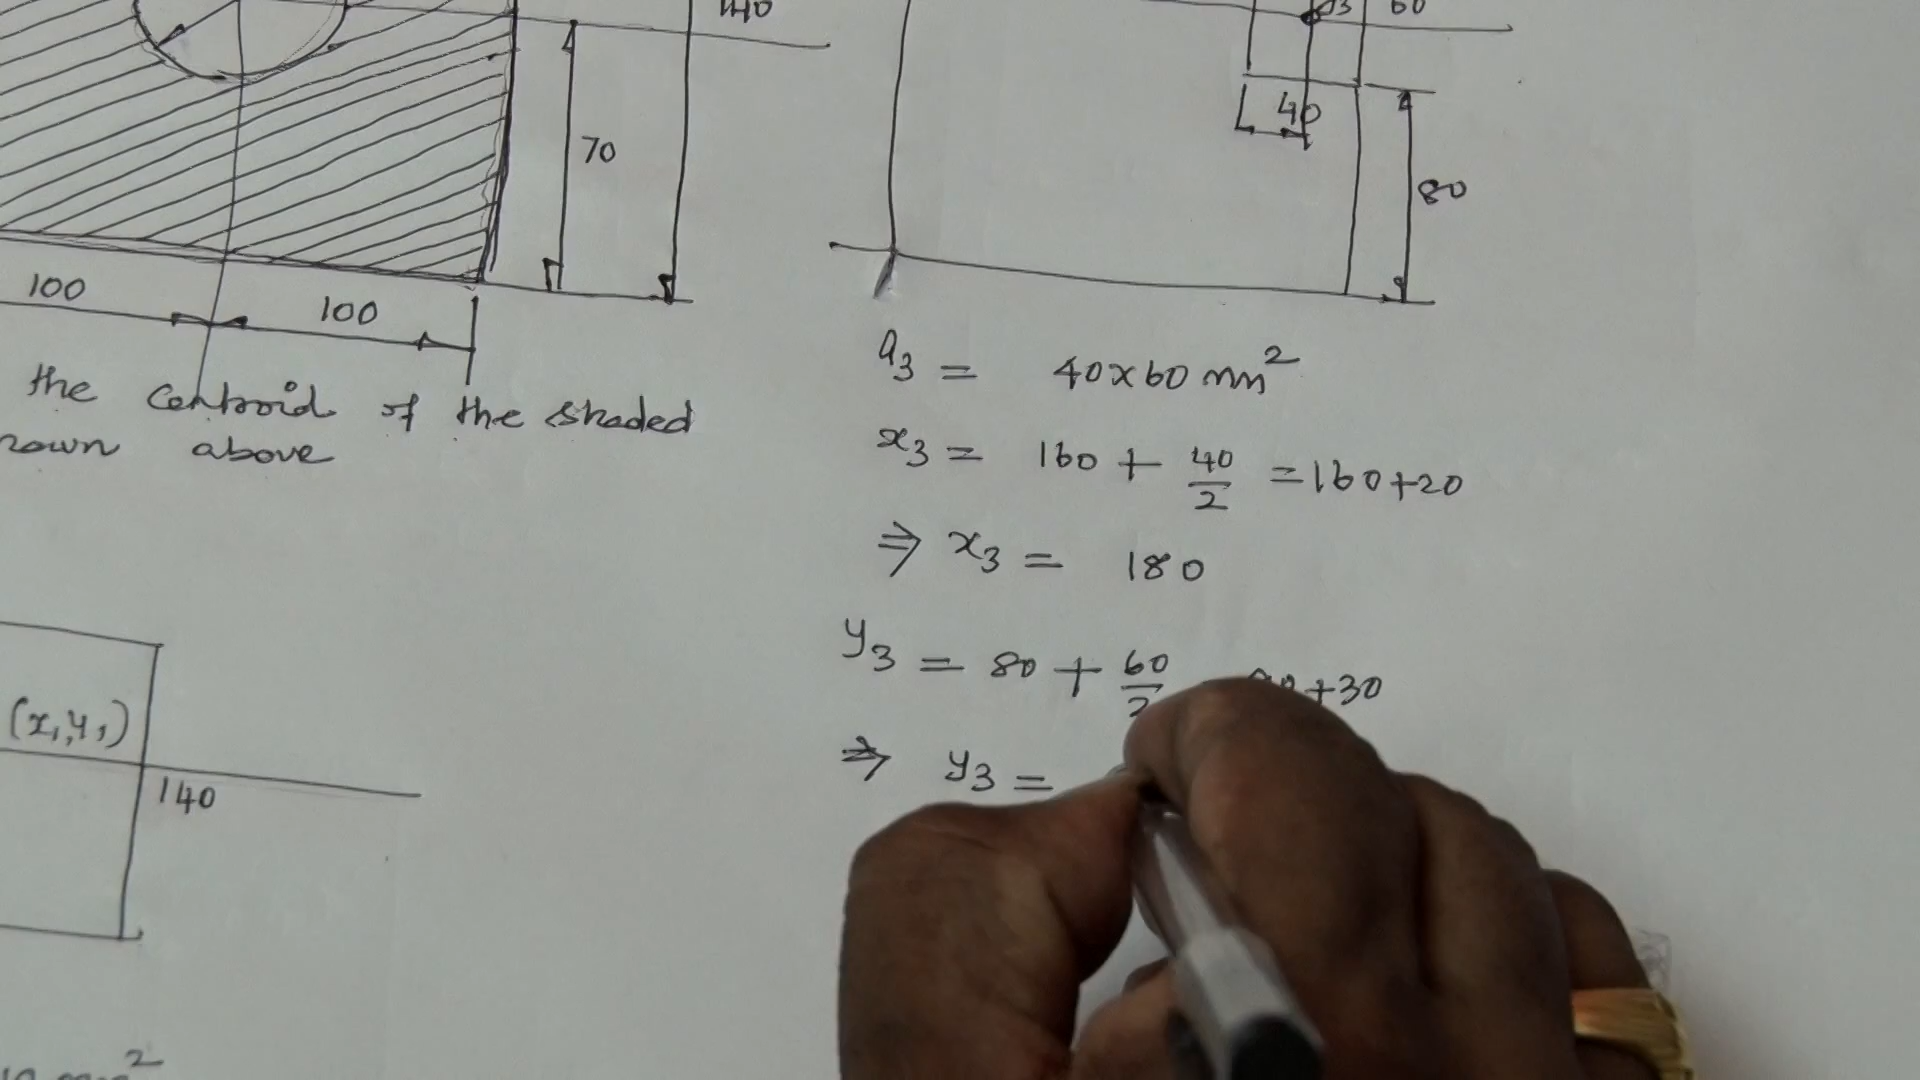 140
70
100
100
the centroid of the shaded
above
60
40
80
a3 = 40x60 mm²
x3 = 160 + 40/2 = 160+20
⇒ x3 = 180
y3 = 80 + 60/2 +30
⇒ y3 =
(x1,y1)
140